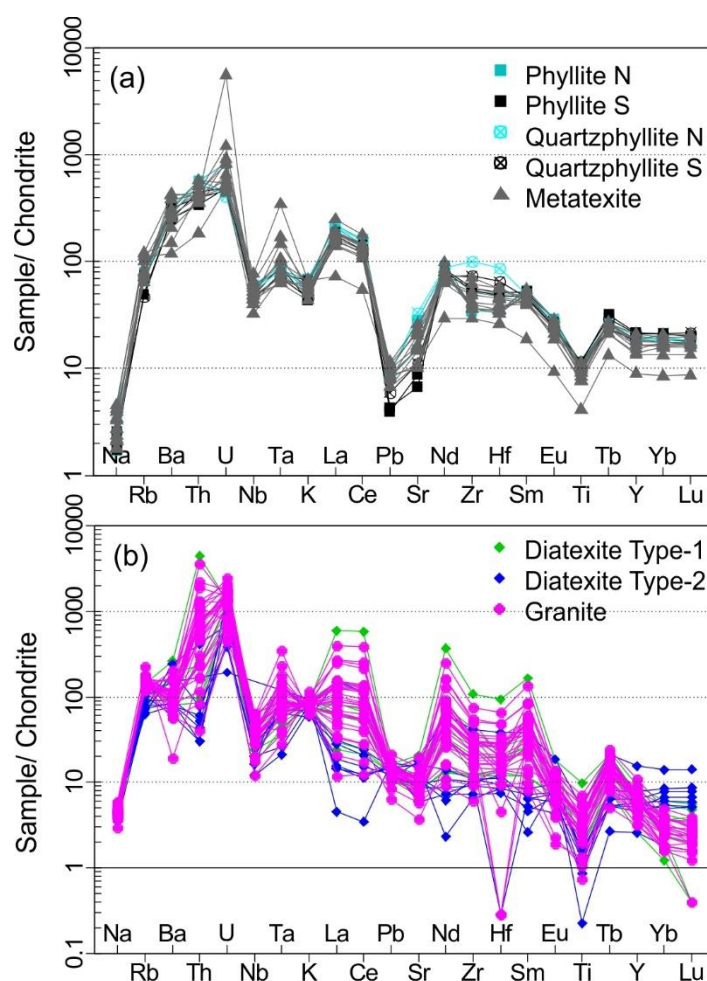 (a)
10000
1000
100
10
1
Sample/ Chondrite
Phyllite N
Phyllite S
Quartzphyllite N
Quartzphyllite S
Metatexite
Na Ba U Ta La Pb Nd Hf Eu Tb Yb
Rb Th Nb K Ce Sr Zr Sm Ti Y Lu
(b)
10000
1000
100
10
1
0.1
Sample/ Chondrite
Diatexite Type-1
Diatexite Type-2
Granite
Na Ba U Ta La Pb Nd Hf Eu Tb Yb
Rb Th Nb K Ce Sr Zr Sm Ti Y Lu